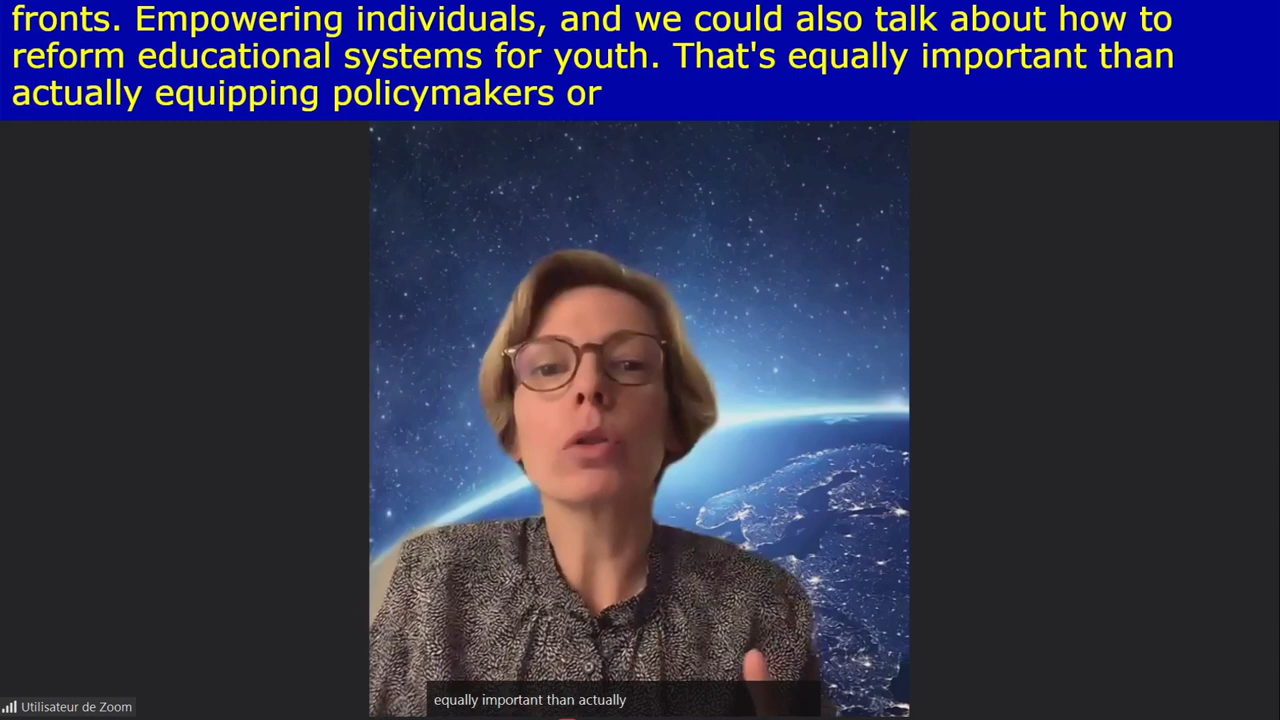 fronts. Empowering individuals, and we could also talk about how to
reform educational systems for youth. That's equally important than
actually equipping policymakers or
equally important than actually
Utilisateur de Zoom